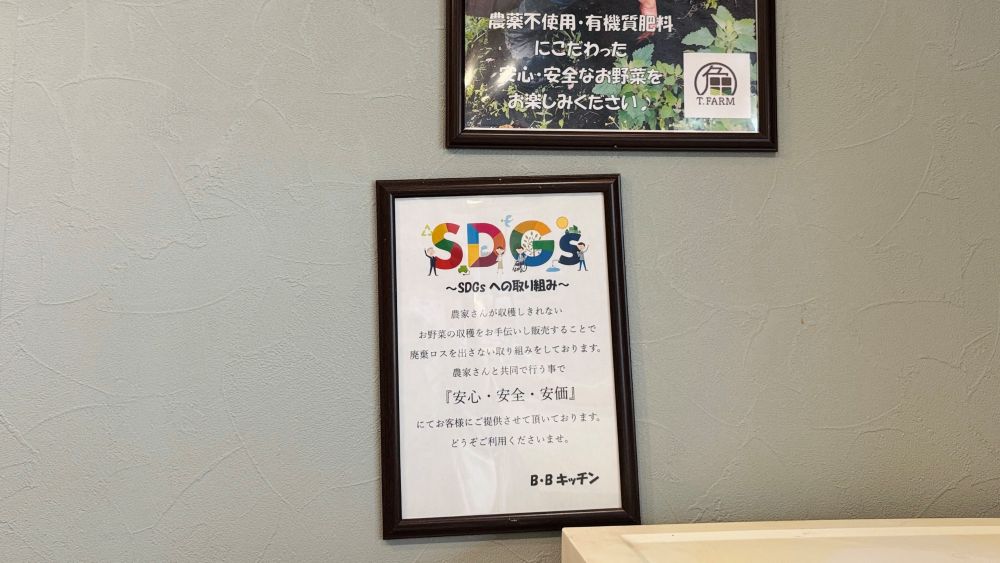 農薬不使用・有機質肥料
にこだわった
安心・安全なお野菜を
お楽しみください♪
角
T.FARM
SDGs
～SDGs への取り組み～
農家さんが収穫しきれない
お野菜の収穫をお手伝いし販売することで
廃棄ロスを出さない取り組みをしております。
農家さんと共同で行う事で
『安心・安全・安価』
にてお客様にご提供させて頂いております。
どうぞご利用くださいませ。
B・B キッチン